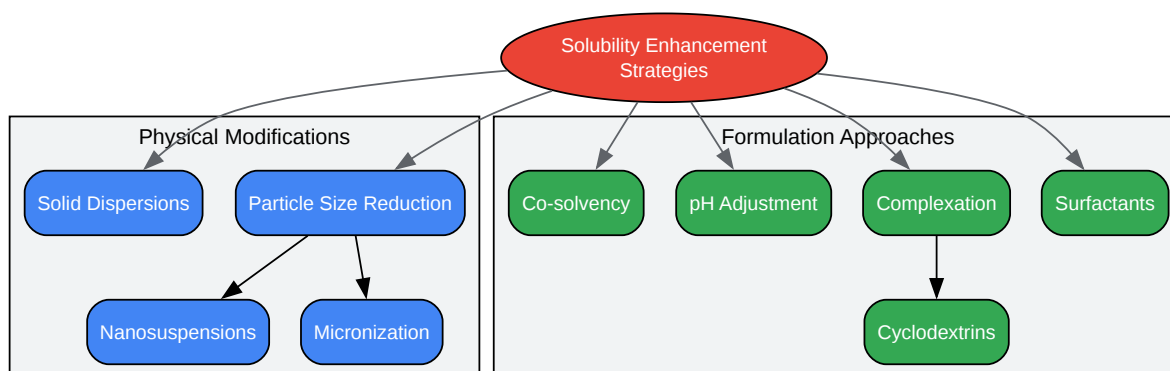 Solubility Enhancement
Strategies
Physical Modifications
Formulation Approaches
Solid Dispersions
Particle Size Reduction
Co-solvency
pH Adjustment
Complexation
Surfactants
Nanosuspensions
Micronization
Cyclodextrins